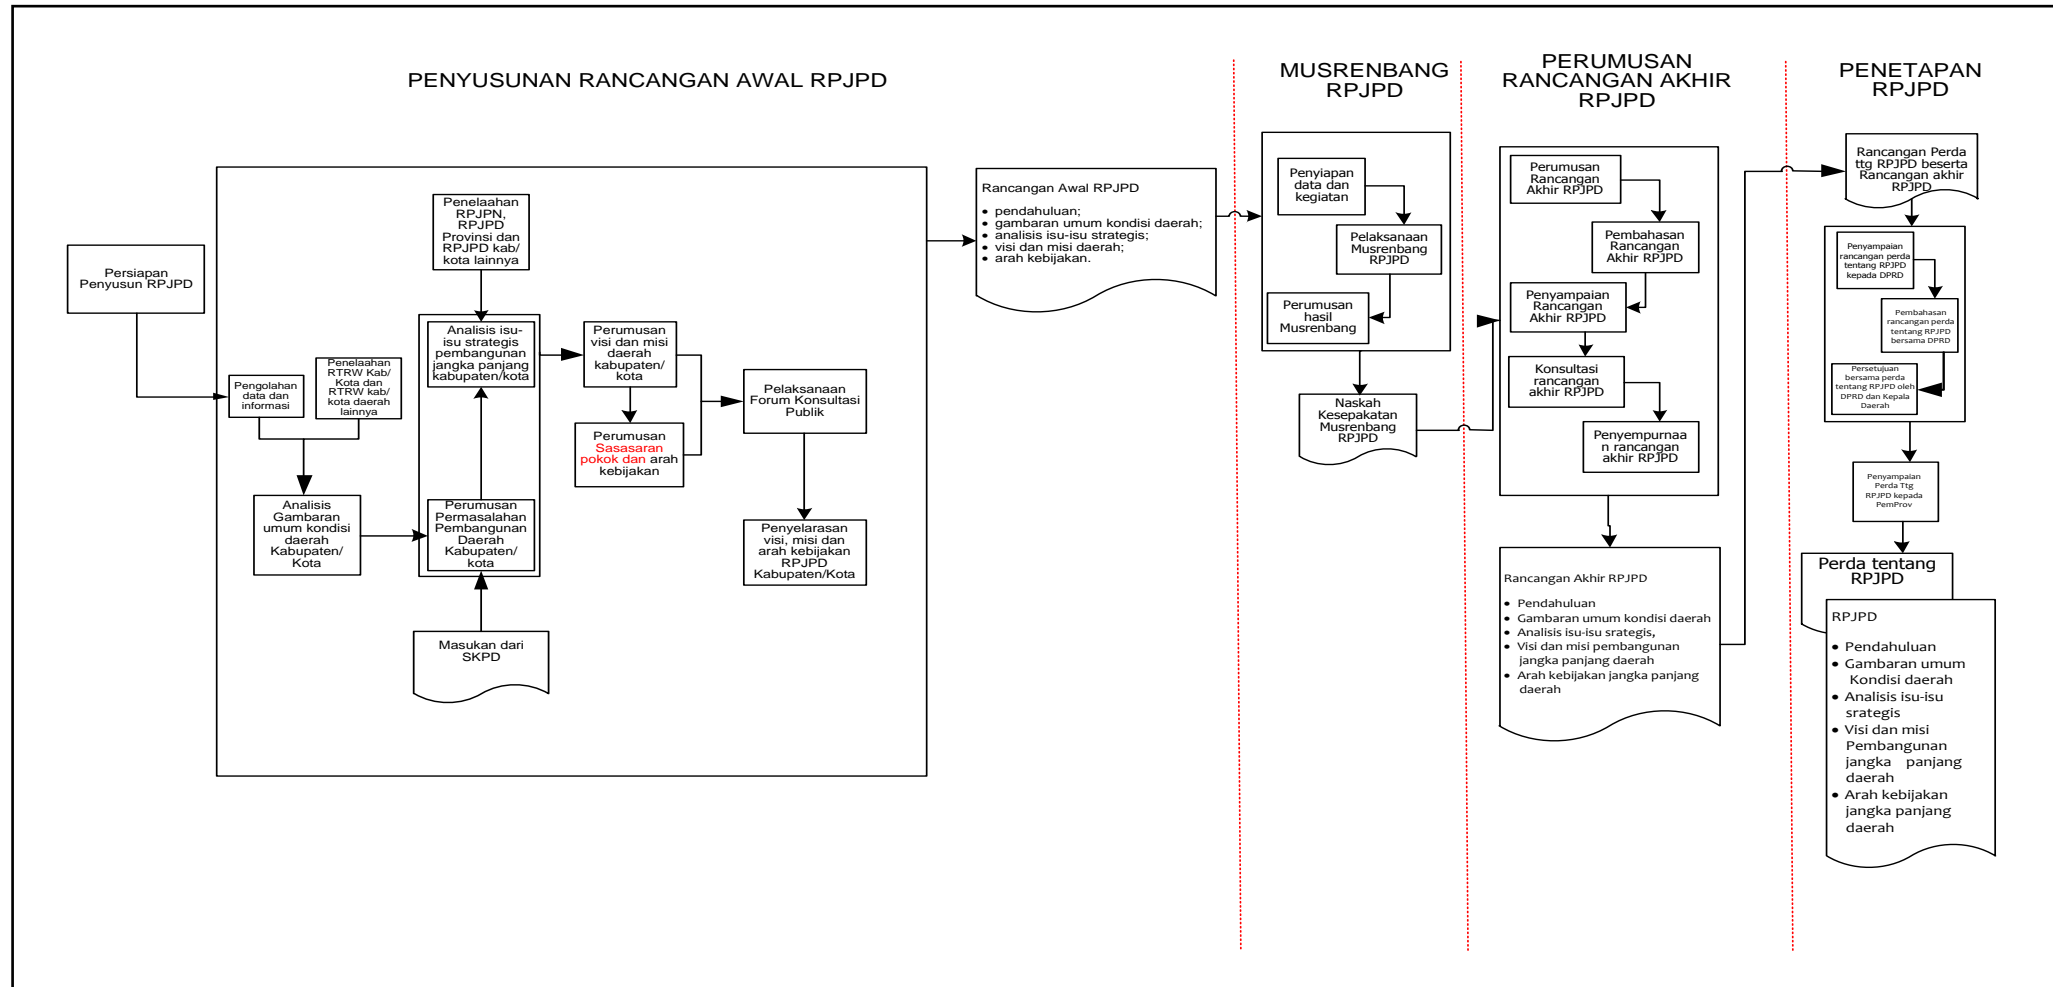 PENYUSUNAN RANCANGAN AWAL RPJPD
MUSRENBANG
RPJPD
PERUMUSAN
RANCANGAN AKHIR
RPJPD
PENETAPAN
RPJPD
Persiapan
Penyusun RPJPD
Pengolahan
data dan
informasi
Penelaahan
RTRW Kab/
Kota dan
RTRW kab/
kota daerah
lainnya
Analisis
Gambaran
umum kondisi
daerah
Kabupaten/
Kota
Penelaahan
RPJPN,
RPJPD
Provinsi dan
RPJPD kab/
kota lainnya
Analisis isu-
isu strategis
pembangunan
jangka panjang
kabupaten/kota
Perumusan
Permasalahan
Pembangunan
Daerah
Kabupaten/
kota
Masukan dari
SKPD
Perumusan
visi dan misi
daerah
kabupaten/
kota
Perumusan
Sasasaran
pokok dan arah
kebijakan
Pelaksanaan
Forum Konsultasi
Publik
Penyelarasan
visi, misi dan
arah kebijakan
RPJPD
Kabupaten/Kota
Rancangan Awal RPJPD
• pendahuluan;
• gambaran umum kondisi daerah;
• analisis isu-isu strategis;
• visi dan misi daerah;
• arah kebijakan.
Penyiapan
data dan
kegiatan
Pelaksanaan
Musrenbang
RPJPD
Perumusan
hasil
Musrenbang
Naskah
Kesepakatan
Musrenbang
RPJPD
Perumusan
Rancangan
Akhir RPJPD
Pembahasan
Rancangan
Akhir RPJPD
Penyampaian
Rancangan
Akhir RPJPD
Konsultasi
rancangan
akhir RPJPD
Penyempurnaa
n rancangan
akhir RPJPD
Rancangan Akhir RPJPD
• Pendahuluan
• Gambaran umum kondisi daerah
• Analisis isu-isu srategis,
• Visi dan misi pembangunan
jangka panjang daerah
• Arah kebijakan jangka panjang
daerah
Rancangan Perda
ttg RPJPD beserta
Rancangan akhir
RPJPD
Penyampaian
rancangan perda
tentang RPJPD
kepada DPRD
Pembahasan
rancangan perda
tentang RPJPD
bersama DPRD
Persetujuan
bersama perda
tentang RPJPD oleh
DPRD dan Kepala
Daerah
Penyampaian
Perda Ttg
RPJPD kepada
PemProv
Perda tentang
RPJPD
RPJPD
• Pendahuluan
• Gambaran umum
Kondisi daerah
• Analisis isu-isu
srategis
• Visi dan misi
Pembangunan
jangka panjang
daerah
• Arah kebijakan
jangka panjang
daerah